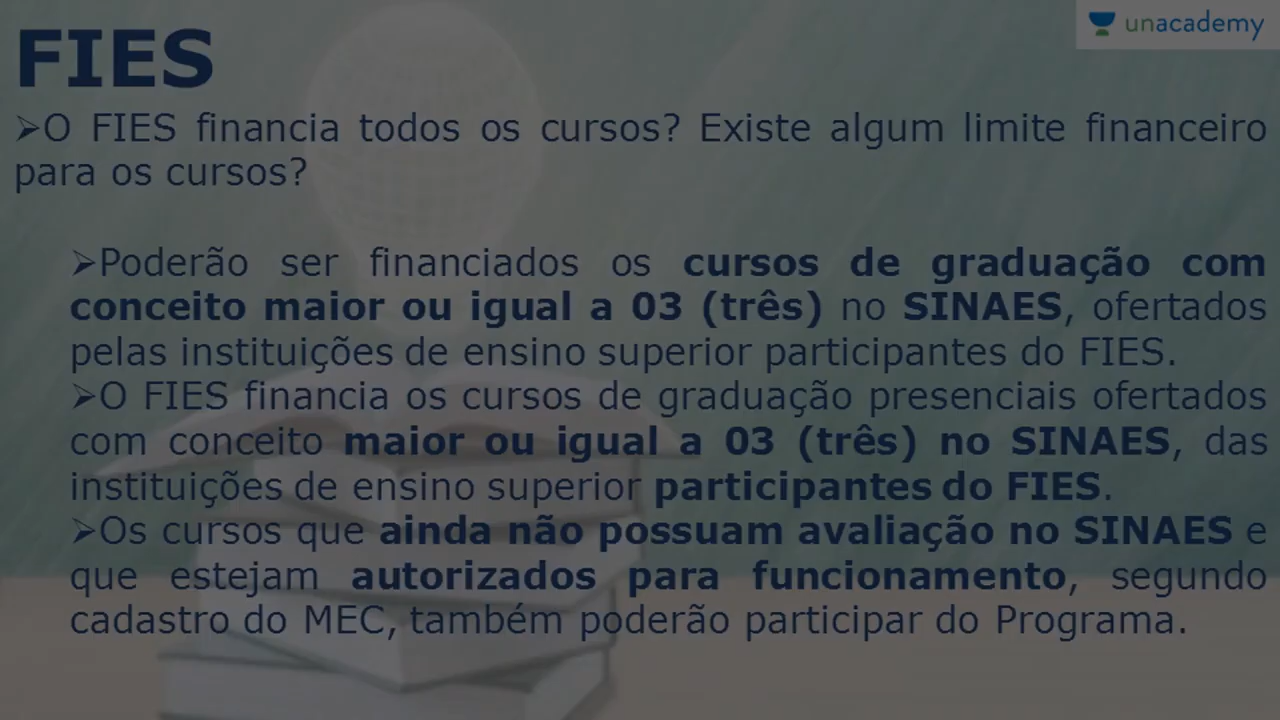 unacademy
FIES
➢O FIES financia todos os cursos? Existe algum limite financeiro
para os cursos?
➢Poderão ser financiados os cursos de graduação com
conceito maior ou igual a 03 (três) no SINAES, ofertados
pelas instituições de ensino superior participantes do FIES.
➢O FIES financia os cursos de graduação presenciais ofertados
com conceito maior ou igual a 03 (três) no SINAES, das
instituições de ensino superior participantes do FIES.
➢Os cursos que ainda não possuam avaliação no SINAES e
que estejam autorizados para funcionamento, segundo
cadastro do MEC, também poderão participar do Programa.